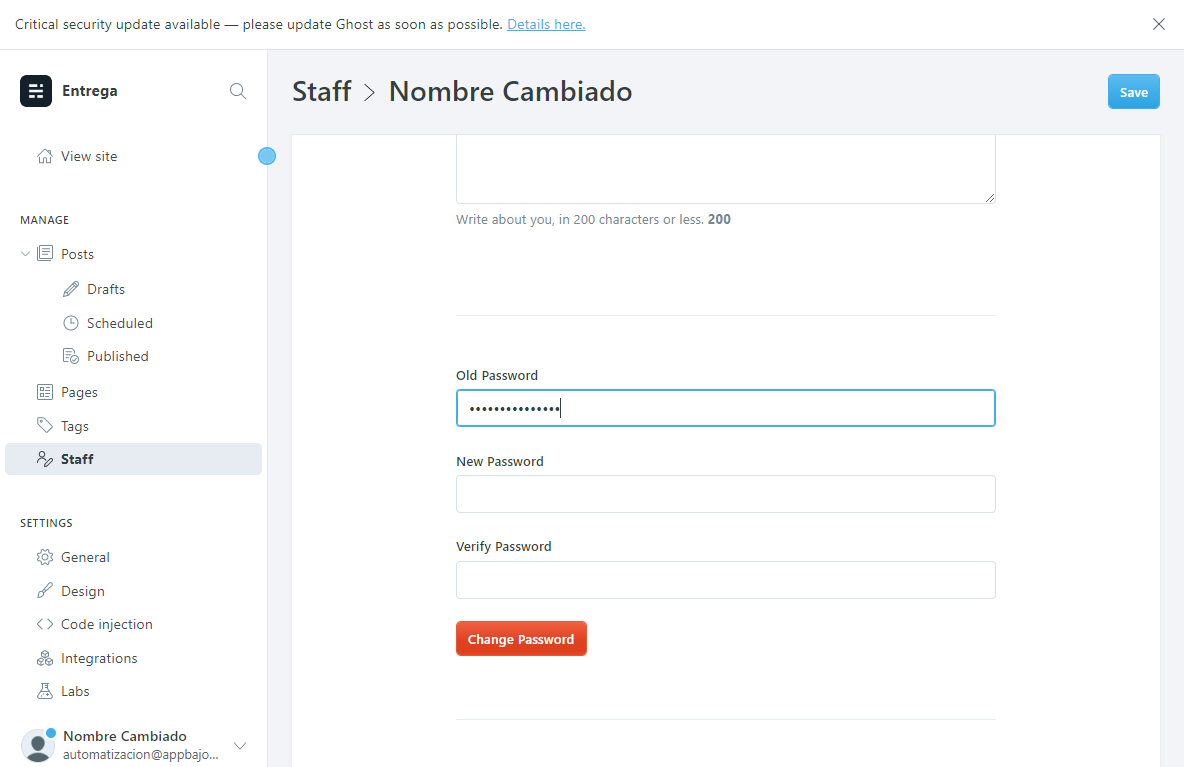 Critical security update available — please update Ghost as soon as possible. Details here.
Entrega
View site
MANAGE
Posts
Drafts
Scheduled
Published
Pages
Tags
Staff
SETTINGS
General
Design
Code injection
Integrations
Labs
Nombre Cambiado
automatizacion@appbajo...
Staff > Nombre Cambiado
Save
Write about you, in 200 characters or less. 200
Old Password
•••••••••••••••
New Password
Verify Password
Change Password